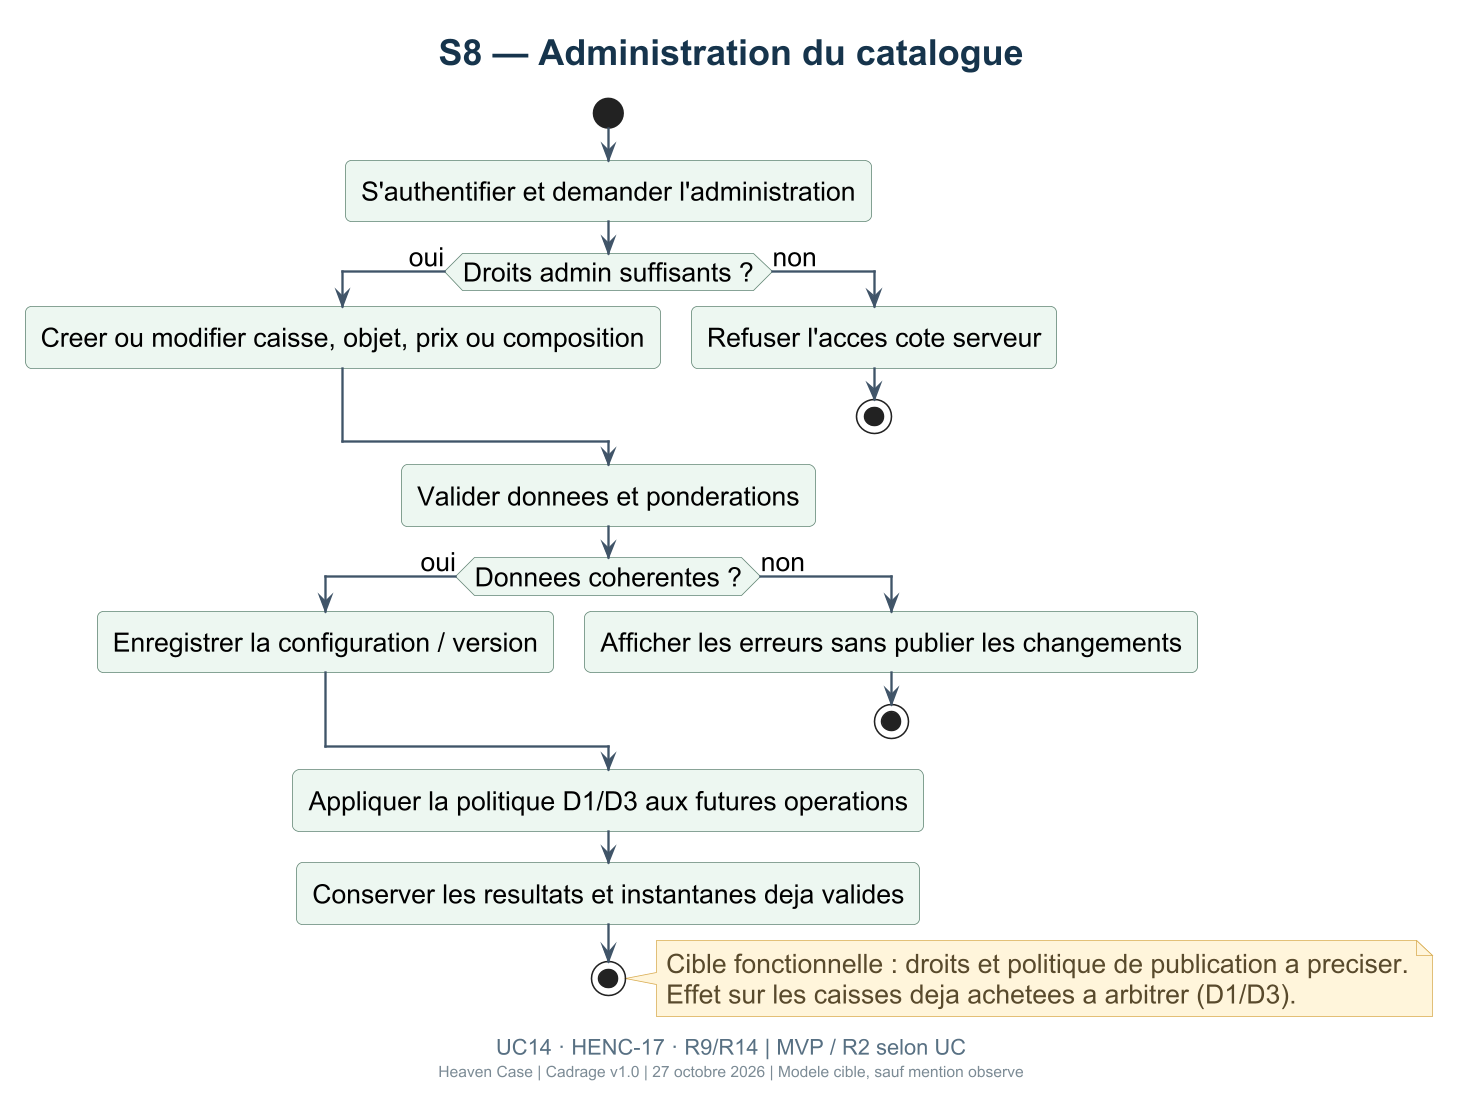 S8 — Administration du catalogue
S'authentifier et demander l'administration
oui
Droits admin suffisants ?
non
Creer ou modifier caisse, objet, prix ou composition
Refuser l'acces cote serveur
Valider donnees et ponderations
oui
Donnees coherentes ?
non
Enregistrer la configuration / version
Afficher les erreurs sans publier les changements
Appliquer la politique D1/D3 aux futures operations
Conserver les resultats et instantanes deja valides
Cible fonctionnelle : droits et politique de publication a preciser.
Effet sur les caisses deja achetees a arbitrer (D1/D3).
UC14 · HENC-17 · R9/R14 | MVP / R2 selon UC
Heaven Case | Cadrage v1.0 | 27 octobre 2026 | Modele cible, sauf mention observe